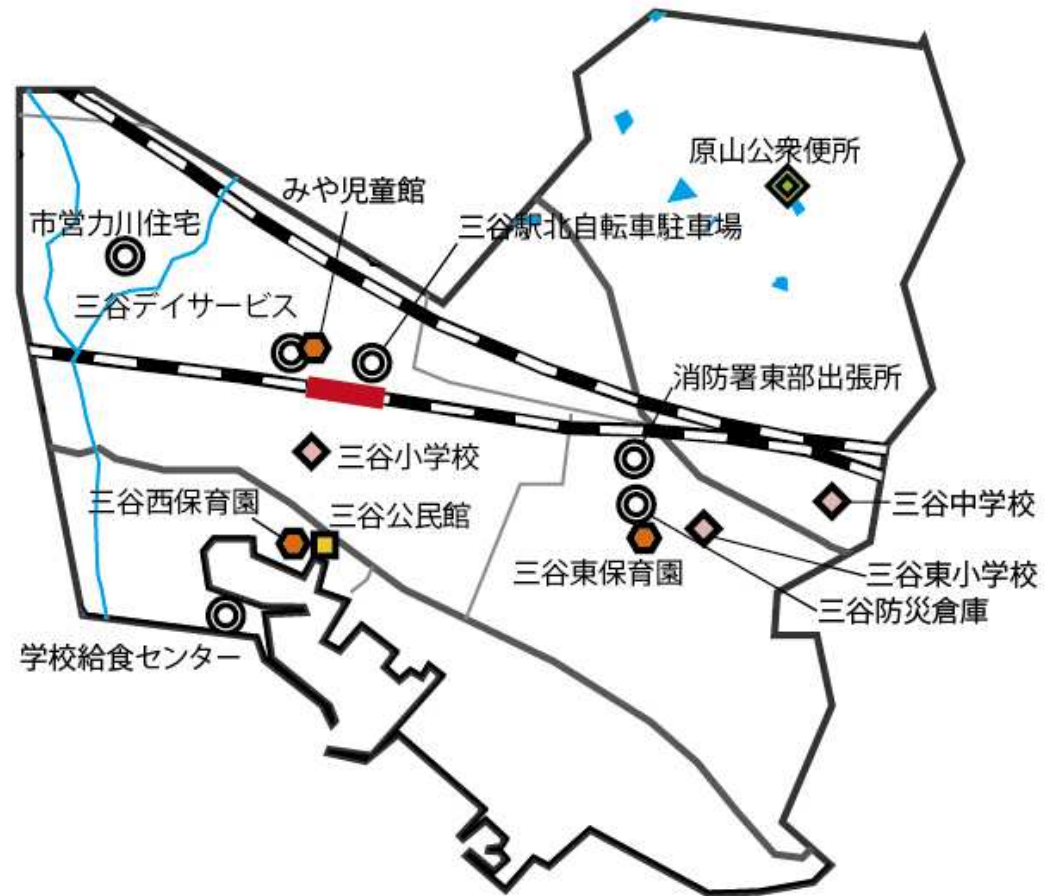 原山公衆便所
みや児童館
市営力川住宅
三谷駅北自転車駐車場
三谷デイサービス
消防署東部出張所
三谷小学校
三谷西保育園
三谷公民館
三谷中学校
三谷東保育園
三谷東小学校
三谷防災倉庫
学校給食センター